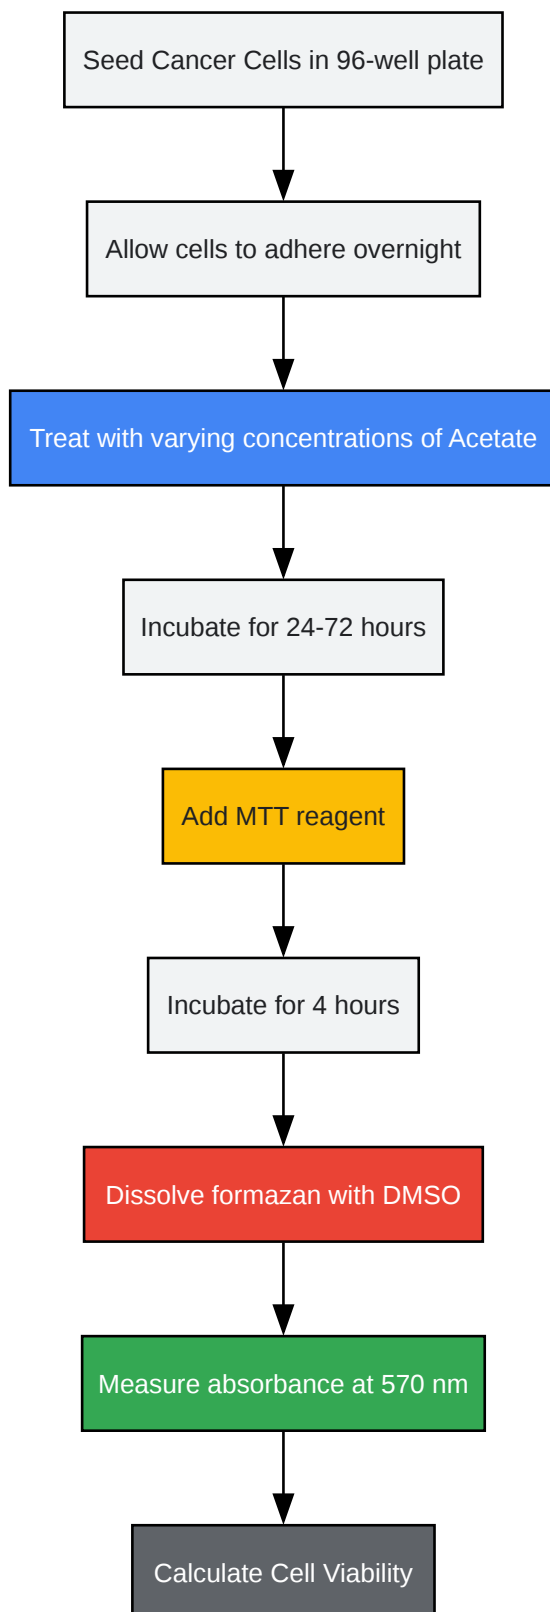 Seed Cancer Cells in 96-well plate
Allow cells to adhere overnight
Treat with varying concentrations of Acetate
Incubate for 24-72 hours
Add MTT reagent
Incubate for 4 hours
Dissolve formazan with DMSO
Measure absorbance at 570 nm
Calculate Cell Viability